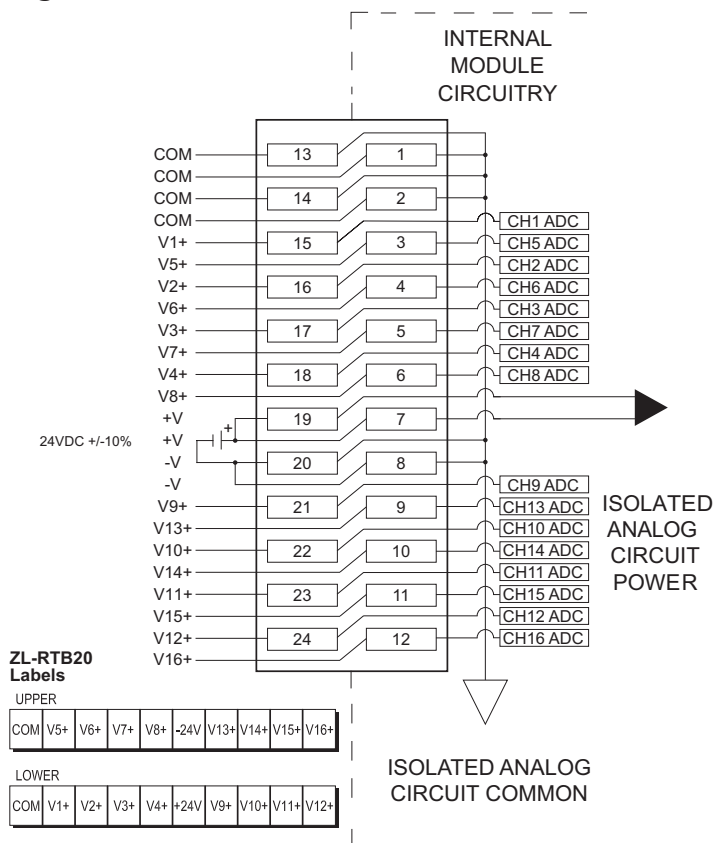 INTERNAL
MODULE
CIRCUITRY
COM
13
1
COM
COM
14
2
COM
CH1 ADC
V1+
15
3
CH5 ADC
V5+
CH2 ADC
V2+
16
4
CH6 ADC
V6+
CH3 ADC
V3+
17
5
CH7 ADC
V7+
CH4 ADC
V4+
18
6
CH8 ADC
V8+
+V
19
7
24VDC +/-10%
+V
+
-V
20
8
-V
CH9 ADC
V9+
21
9
CH13 ADC
V13+
CH10 ADC
V10+
22
10
CH14 ADC
V14+
CH11 ADC
V11+
23
11
CH15 ADC
V15+
CH12 ADC
V12+
24
12
CH16 ADC
V16+
ISOLATED
ANALOG
CIRCUIT
POWER
ZL-RTB20
Labels
UPPER
COM V5+ V6+ V7+ V8+ -24V V13+ V14+ V15+ V16+
LOWER
COM V1+ V2+ V3+ V4+ +24V V9+ V10+ V11+ V12+
ISOLATED ANALOG
CIRCUIT COMMON